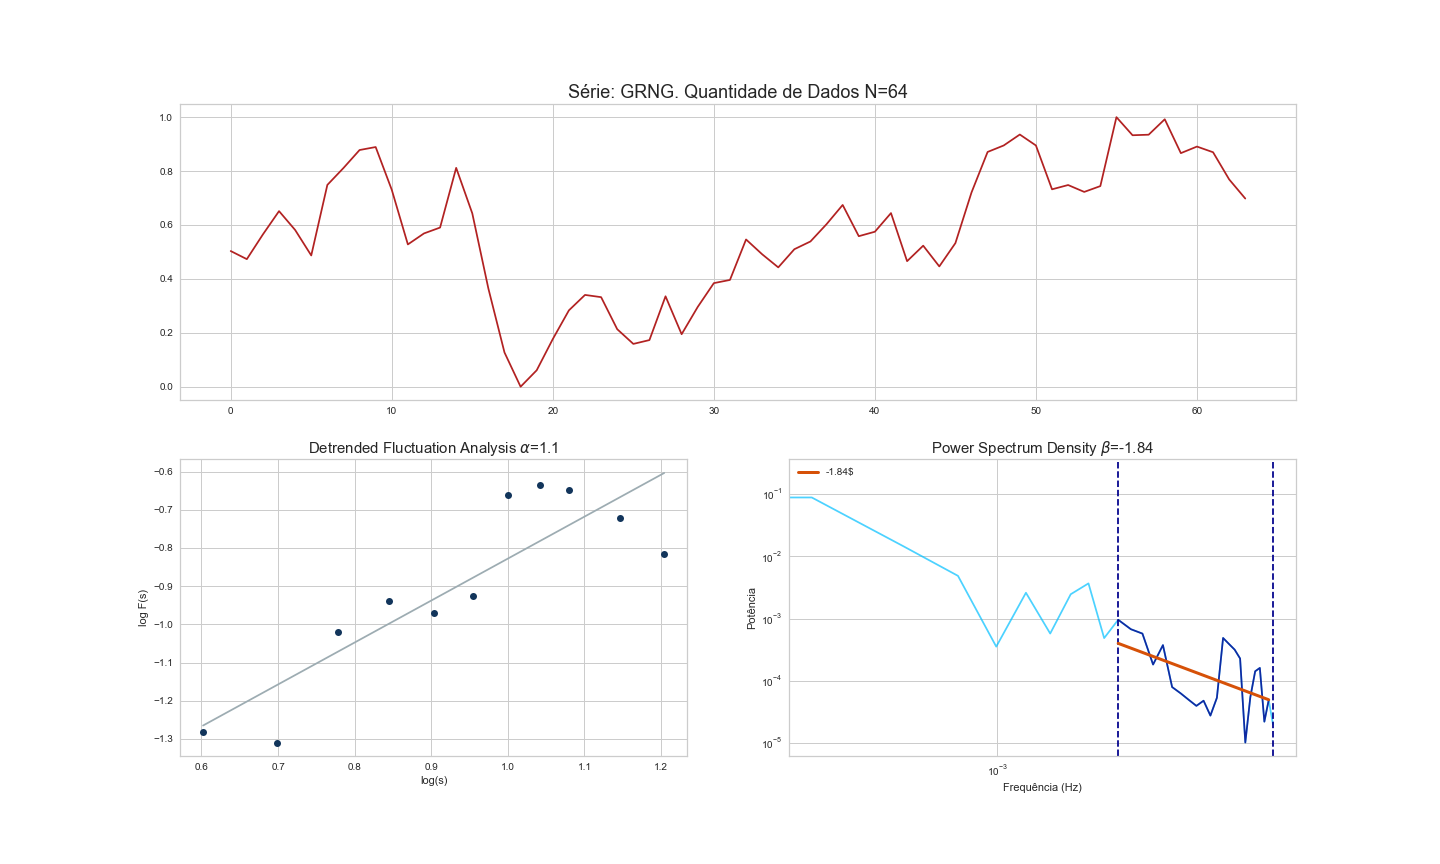 Série: GRNG. Quantidade de Dados N=64
1.0
0.8
0.6
0.4
0.2
0.0
0 10 20 30 40 50 60
Detrended Fluctuation Analysis α=1.1
−0.6
−0.7
−0.8
−0.9
−1.0
−1.1
−1.2
−1.3
log F(s)
0.6 0.7 0.8 0.9 1.0 1.1 1.2
log(s)
Power Spectrum Density β=-1.84
-1.84$
10⁻¹
10⁻²
10⁻³
10⁻⁴
10⁻⁵
Potência
10⁻³
Frequência (Hz)